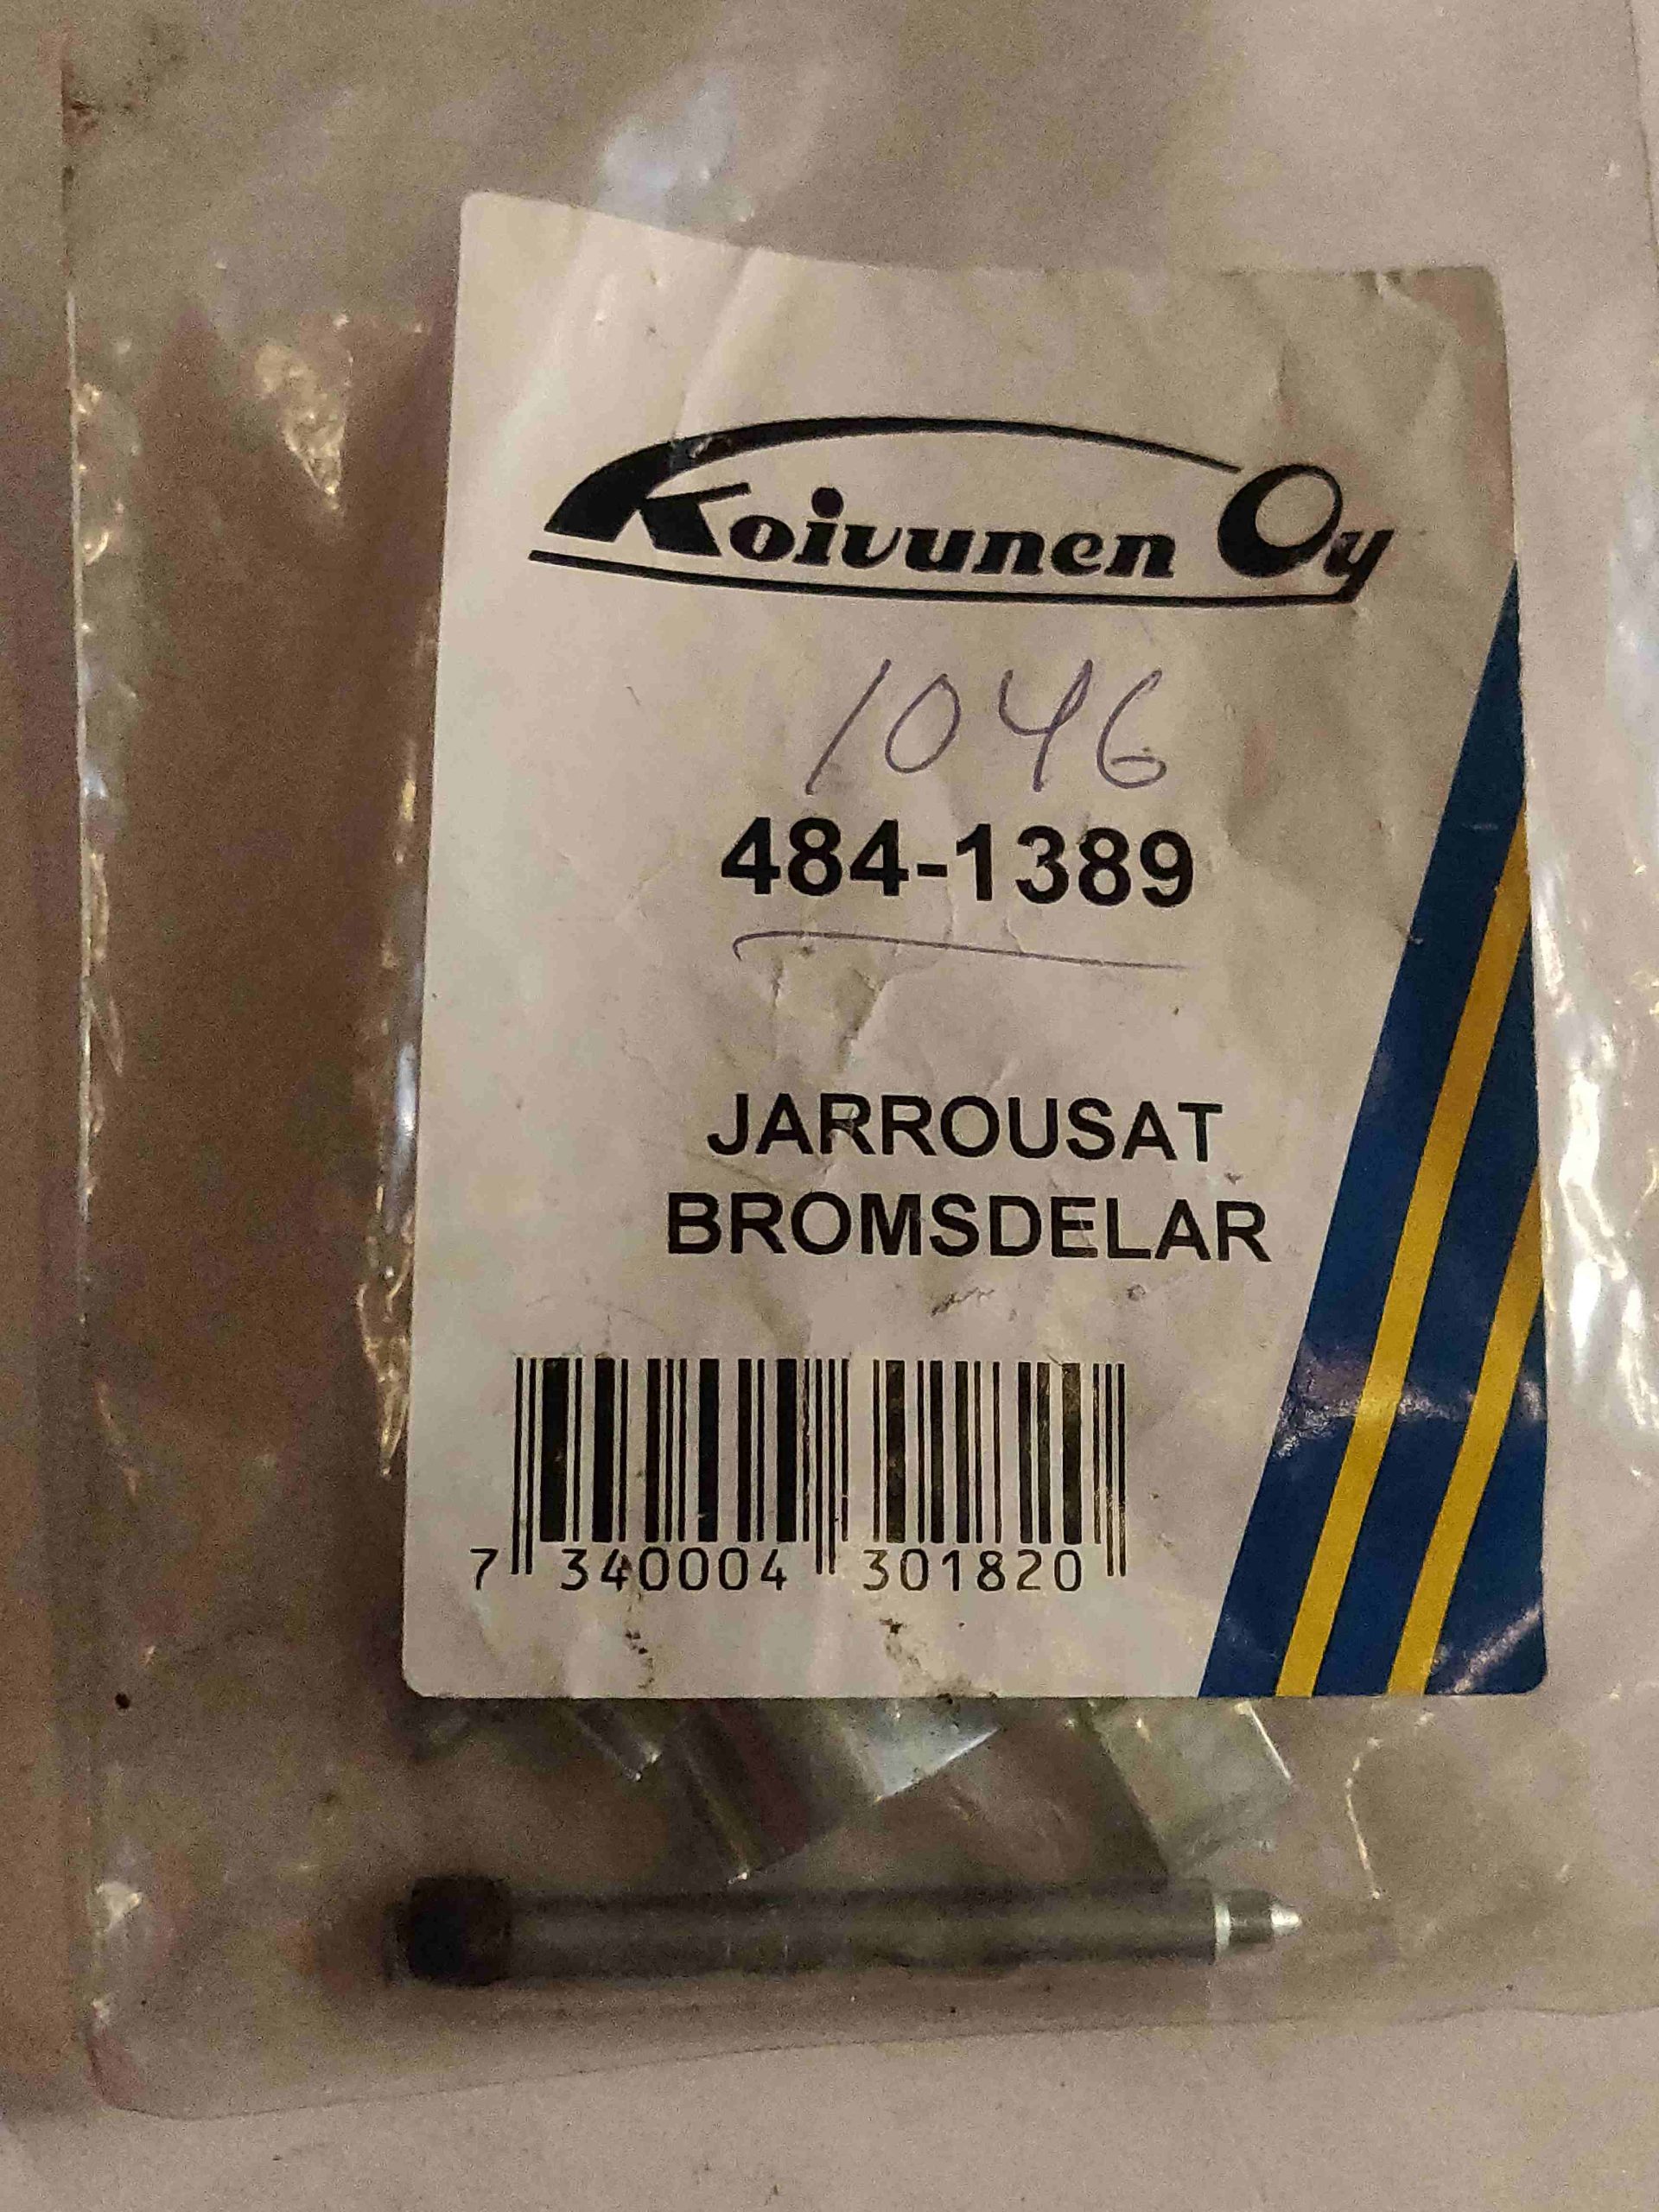 Koivunen Oy
1046
484-1389
JARROUSAT
BROMSDELAR
7 340004 301820